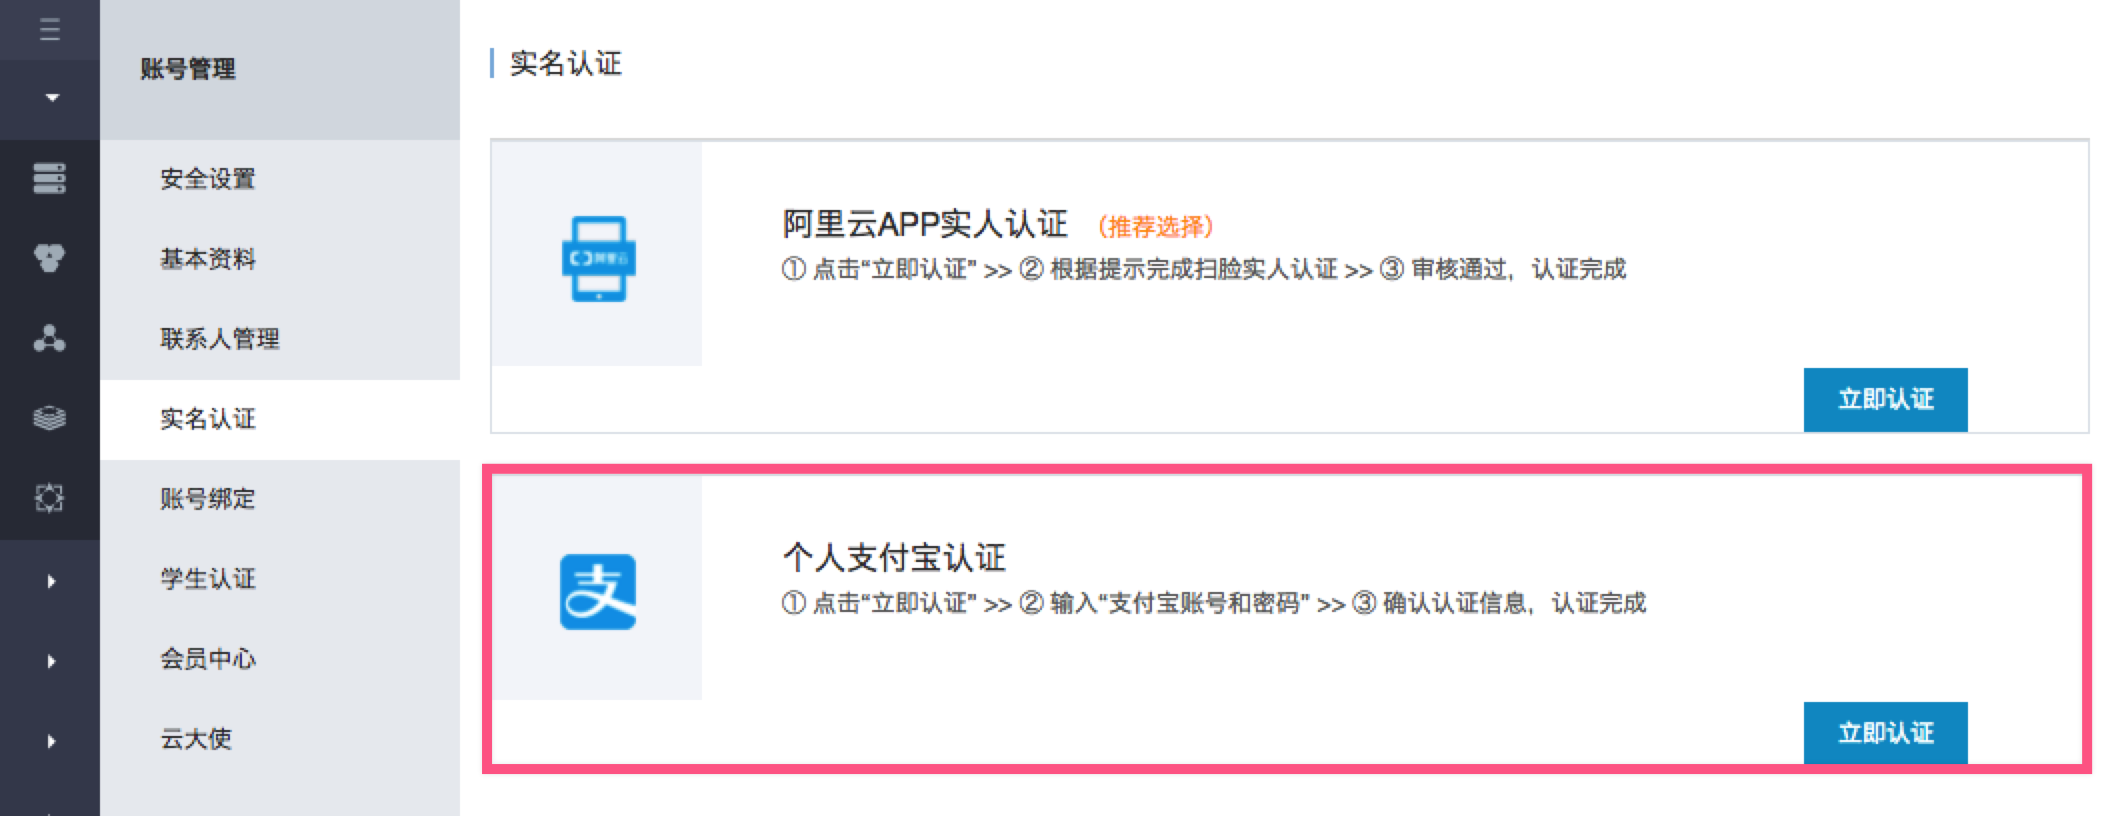 账号管理
安全设置
基本资料
联系人管理
实名认证
账号绑定
学生认证
会员中心
云大使
实名认证
阿里云
阿里云APP实人认证 (推荐选择)
① 点击“立即认证” >> ② 根据提示完成扫脸实人认证 >> ③ 审核通过，认证完成
立即认证
支
个人支付宝认证
① 点击“立即认证” >> ② 输入“支付宝账号和密码” >> ③ 确认认证信息，认证完成
立即认证